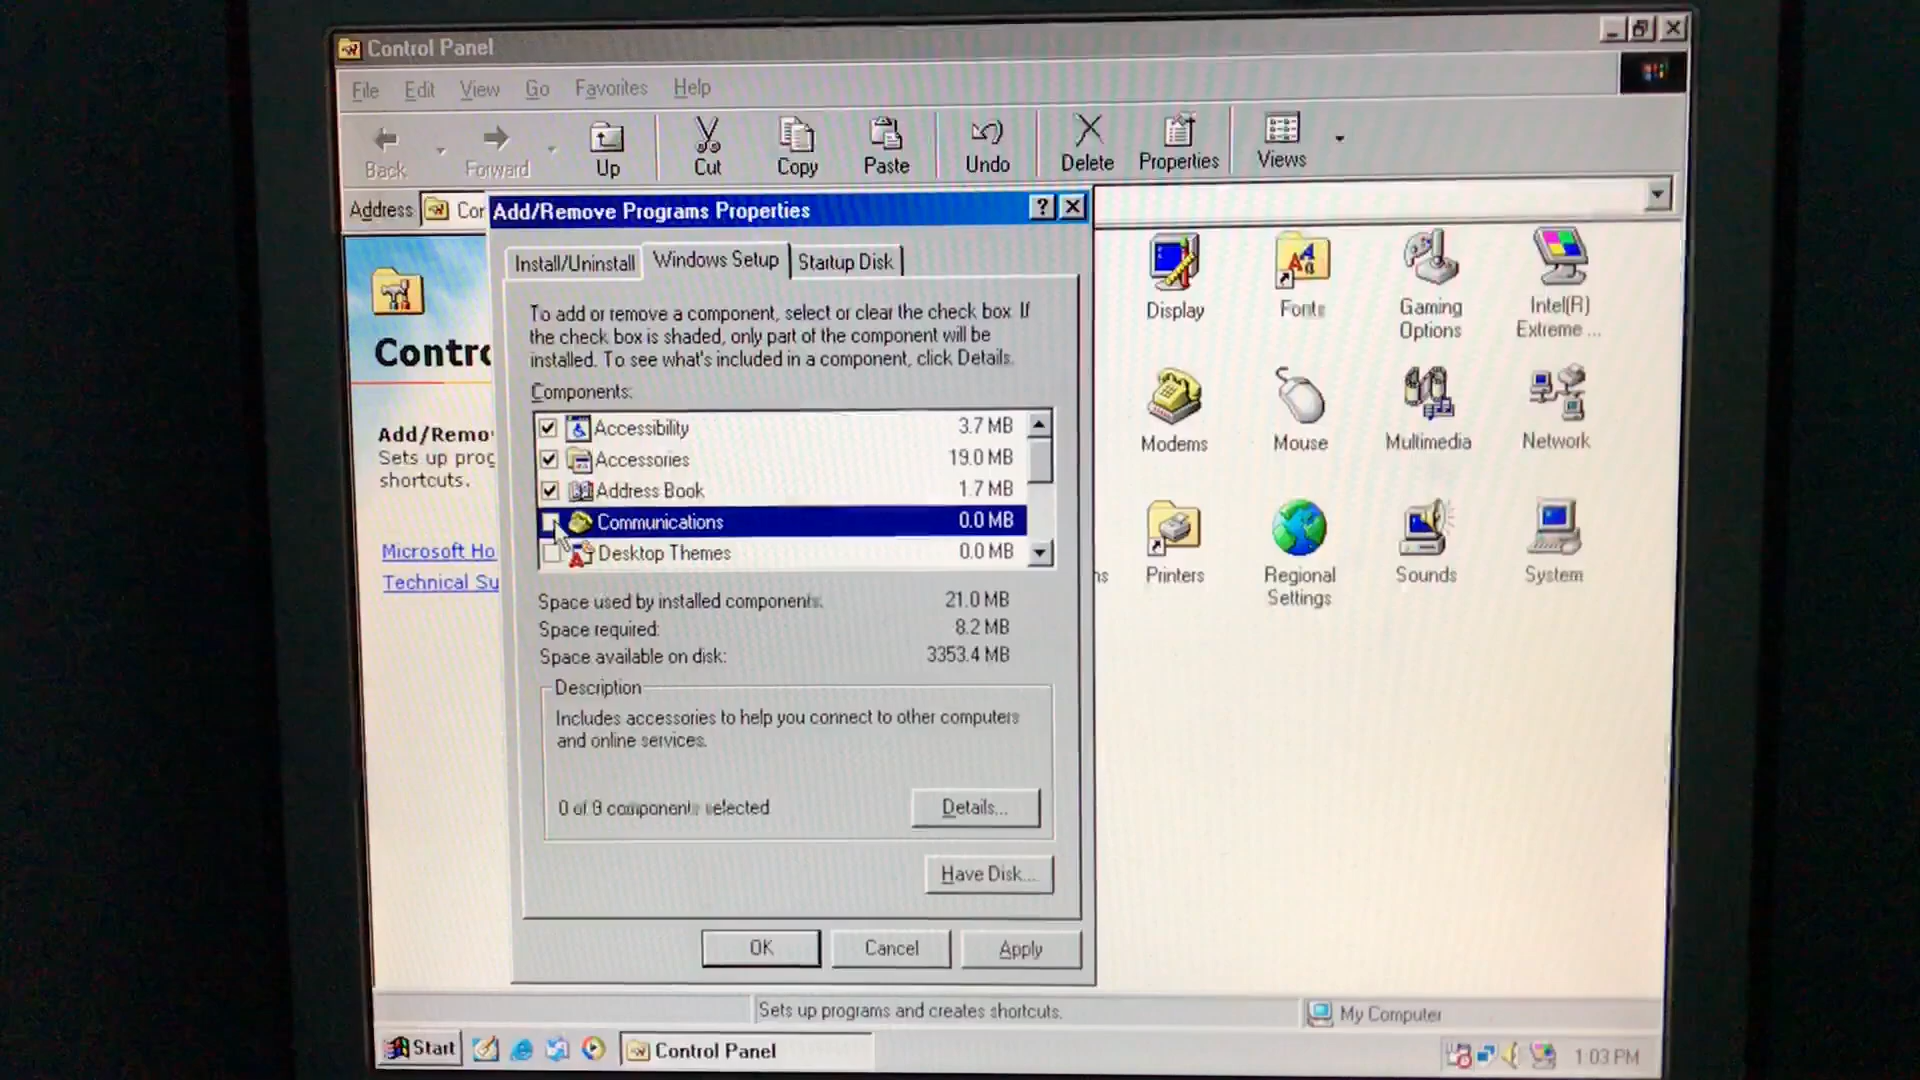 Control Panel
File Edit View Go Favorites Help
Back Forward Up Cut Copy Paste Undo Delete Properties Views
Address Cor
Add/Remove Programs Properties
Install/Uninstall Windows Setup Startup Disk
To add or remove a component, select or clear the check box. If
the check box is shaded, only part of the component will be
installed. To see what's included in a component, click Details.
Components:
Accessibility 3.7 MB
Accessories 19.0 MB
Address Book 1.7 MB
Communications 0.0 MB
Desktop Themes 0.0 MB
Space used by installed components: 21.0 MB
Space required: 8.2 MB
Space available on disk: 3353.4 MB
Description
Includes accessories to help you connect to other computers
and online services.
0 of 9 components selected
Details...
Have Disk...
OK Cancel Apply
Contro
Add/Remo
Sets up prog
shortcuts.
Microsoft Ho
Technical Su
Display Fonts Gaming
Options Intel(R)
Extreme ...
Modems Mouse Multimedia Network
ns Printers Regional
Settings Sounds System
Sets up programs and creates shortcuts.
My Computer
Start Control Panel 1:03 PM